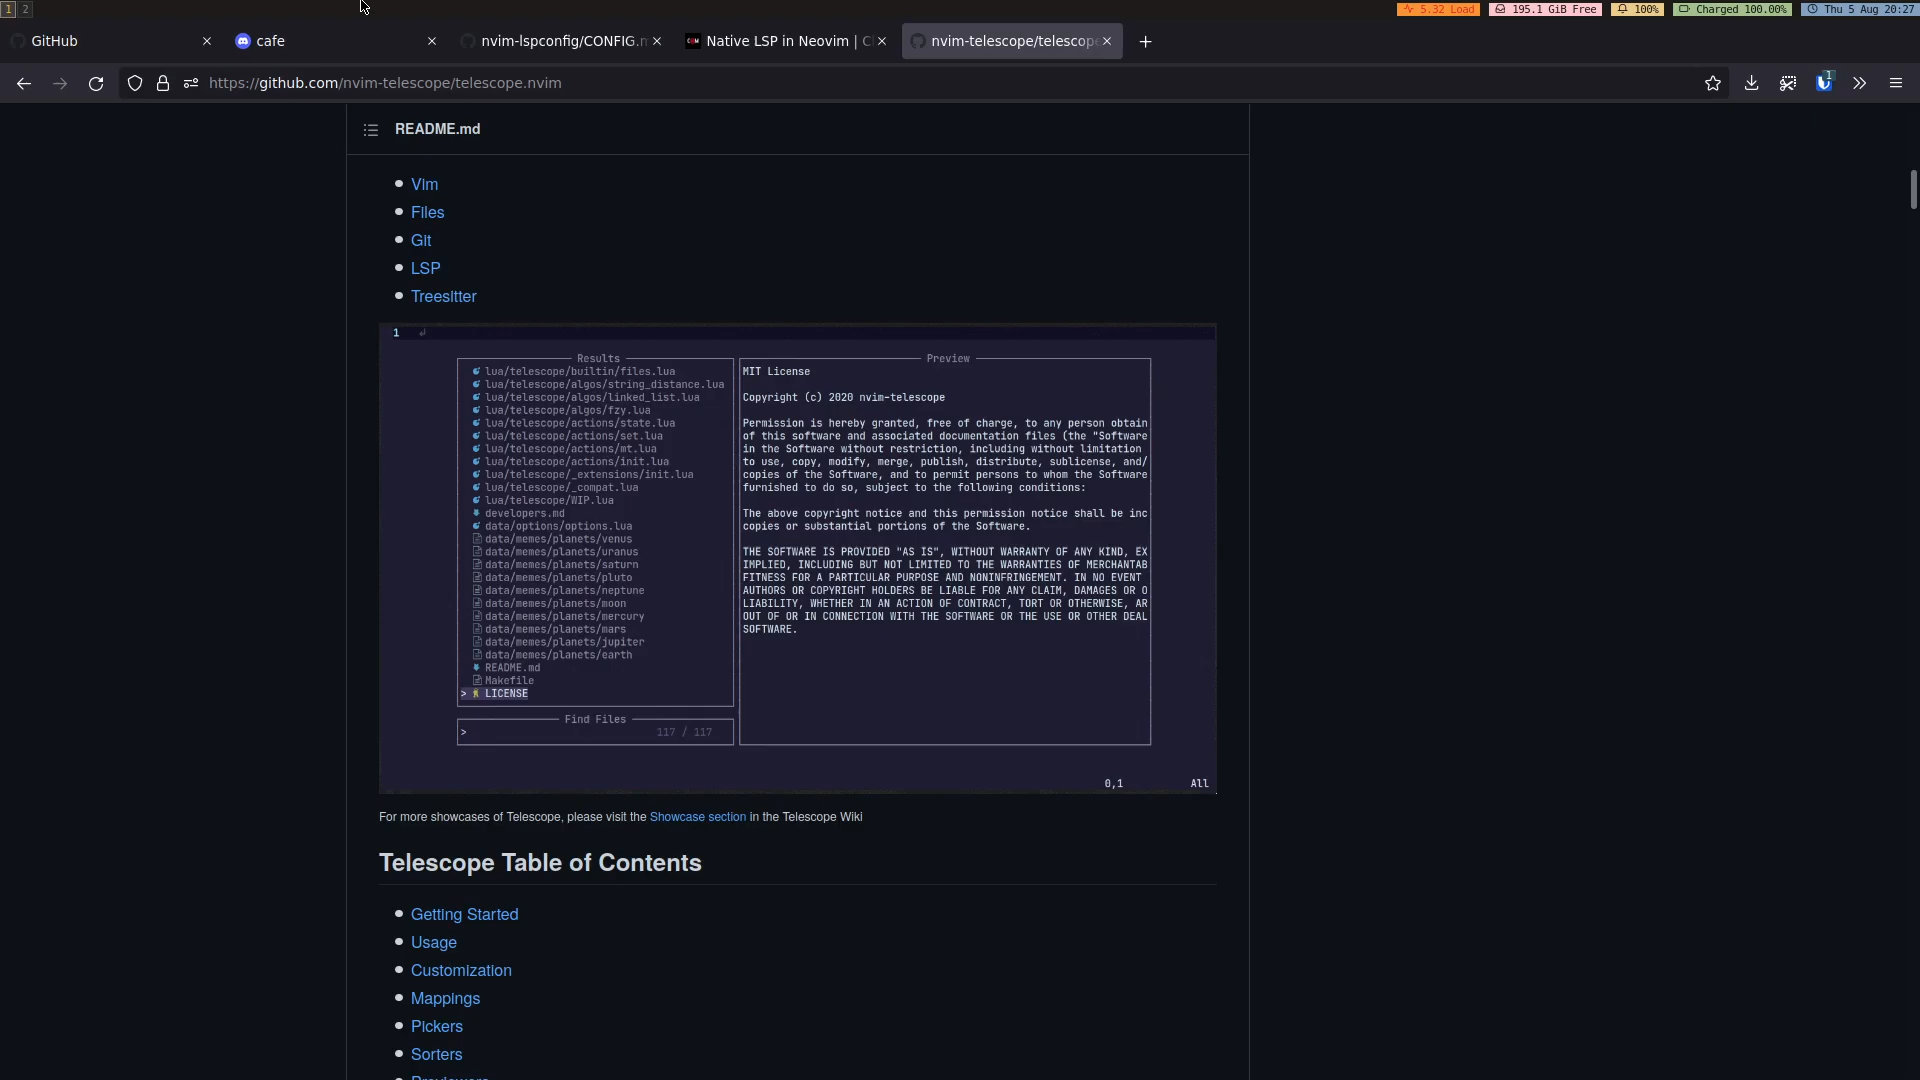 1 2
5.32 Load 195.1 GiB Free 100% Charged 100.00% Thu 5 Aug 20:27
GitHub cafe nvim-lspconfig/CONFIG.m Native LSP in Neovim | C nvim-telescope/telescope
https://github.com/nvim-telescope/telescope.nvim 1
README.md
Vim
Files
Git
LSP
Treesitter
1
Results
lua/telescope/builtin/files.lua
lua/telescope/algos/string_distance.lua
lua/telescope/algos/linked_list.lua
lua/telescope/algos/fzy.lua
lua/telescope/actions/state.lua
lua/telescope/actions/set.lua
lua/telescope/actions/mt.lua
lua/telescope/actions/init.lua
lua/telescope/_extensions/init.lua
lua/telescope/_compat.lua
lua/telescope/WIP.lua
developers.md
data/options/options.lua
data/memes/planets/venus
data/memes/planets/uranus
data/memes/planets/saturn
data/memes/planets/pluto
data/memes/planets/neptune
data/memes/planets/moon
data/memes/planets/mercury
data/memes/planets/mars
data/memes/planets/jupiter
data/memes/planets/earth
README.md
Makefile
> LICENSE
Find Files
> 117 / 117
Preview
MIT License
Copyright (c) 2020 nvim-telescope
Permission is hereby granted, free of charge, to any person obtain
of this software and associated documentation files (the "Software
in the Software without restriction, including without limitation
to use, copy, modify, merge, publish, distribute, sublicense, and/
copies of the Software, and to permit persons to whom the Software
furnished to do so, subject to the following conditions:
The above copyright notice and this permission notice shall be inc
copies or substantial portions of the Software.
THE SOFTWARE IS PROVIDED "AS IS", WITHOUT WARRANTY OF ANY KIND, EX
IMPLIED, INCLUDING BUT NOT LIMITED TO THE WARRANTIES OF MERCHANTAB
FITNESS FOR A PARTICULAR PURPOSE AND NONINFRINGEMENT. IN NO EVENT
AUTHORS OR COPYRIGHT HOLDERS BE LIABLE FOR ANY CLAIM, DAMAGES OR O
LIABILITY, WHETHER IN AN ACTION OF CONTRACT, TORT OR OTHERWISE, AR
OUT OF OR IN CONNECTION WITH THE SOFTWARE OR THE USE OR OTHER DEAL
SOFTWARE.
0,1 All
For more showcases of Telescope, please visit the Showcase section in the Telescope Wiki
Telescope Table of Contents
Getting Started
Usage
Customization
Mappings
Pickers
Sorters
Previewers